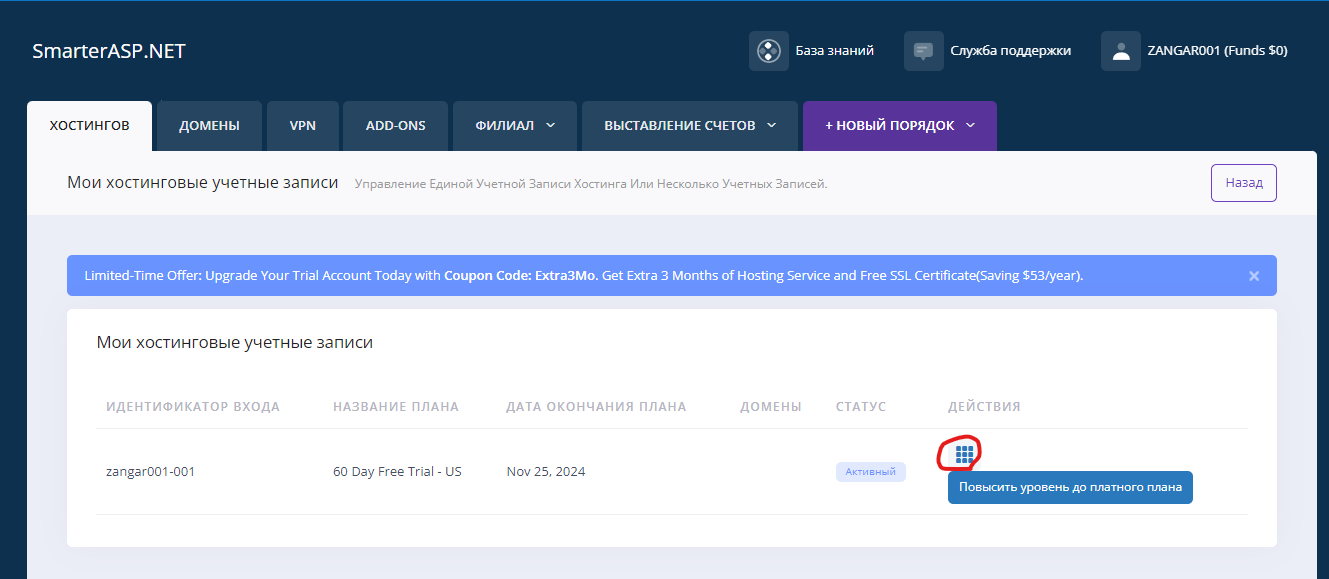 SmarterASP.NET
База знаний
Служба поддержки
ZANGAR001 (Funds $0)
ХОСТИНГОВ
ДОМЕНЫ
VPN
ADD-ONS
ФИЛИАЛ
ВЫСТАВЛЕНИЕ СЧЕТОВ
+ НОВЫЙ ПОРЯДОК
Мои хостинговые учетные записи
Управление Единой Учетной Записи Хостинга Или Несколько Учетных Записей.
Назад
Limited-Time Offer: Upgrade Your Trial Account Today with Coupon Code: Extra3Mo. Get Extra 3 Months of Hosting Service and Free SSL Certificate(Saving $53/year).
Мои хостинговые учетные записи
ИДЕНТИФИКАТОР ВХОДА
НАЗВАНИЕ ПЛАНА
ДАТА ОКОНЧАНИЯ ПЛАНА
ДОМЕНЫ
СТАТУС
ДЕЙСТВИЯ
zangar001-001
60 Day Free Trial - US
Nov 25, 2024
Активный
Повысить уровень до платного плана